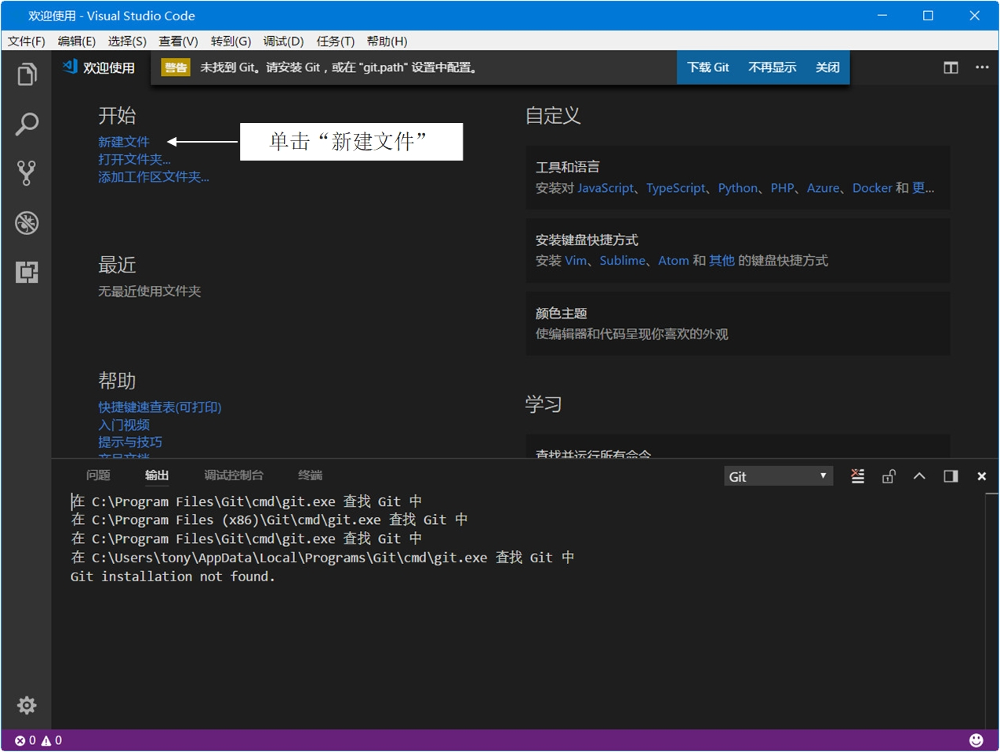 欢迎使用 - Visual Studio Code
文件(F) 编辑(E) 选择(S) 查看(V) 转到(G) 调试(D) 任务(T) 帮助(H)
欢迎使用
警告 未找到 Git。请安装 Git，或在 "git.path" 设置中配置。 下载 Git 不再显示 关闭
开始
新建文件
单击“新建文件”
打开文件夹...
添加工作区文件夹...
最近
无最近使用文件夹
帮助
快捷键速查表(可打印)
入门视频
提示与技巧
产品文档
自定义
工具和语言
安装对 JavaScript、TypeScript、Python、PHP、Azure、Docker 和 更...
安装键盘快捷方式
安装 Vim、Sublime、Atom 和 其他 的键盘快捷方式
颜色主题
使编辑器和代码呈现你喜欢的外观
学习
查找并运行所有命令
问题 输出 调试控制台 终端 Git
在 C:\Program Files\Git\cmd\git.exe 查找 Git 中
在 C:\Program Files (x86)\Git\cmd\git.exe 查找 Git 中
在 C:\Program Files\Git\cmd\git.exe 查找 Git 中
在 C:\Users\tony\AppData\Local\Programs\Git\cmd\git.exe 查找 Git 中
Git installation not found.
0 0